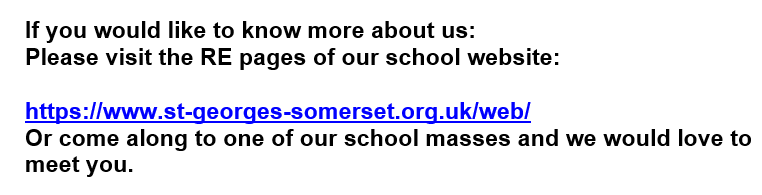 If you would like to know more about us:
Please visit the RE pages of our school website:
https://www.st-georges-somerset.org.uk/web/
Or come along to one of our school masses and we would love to
meet you.